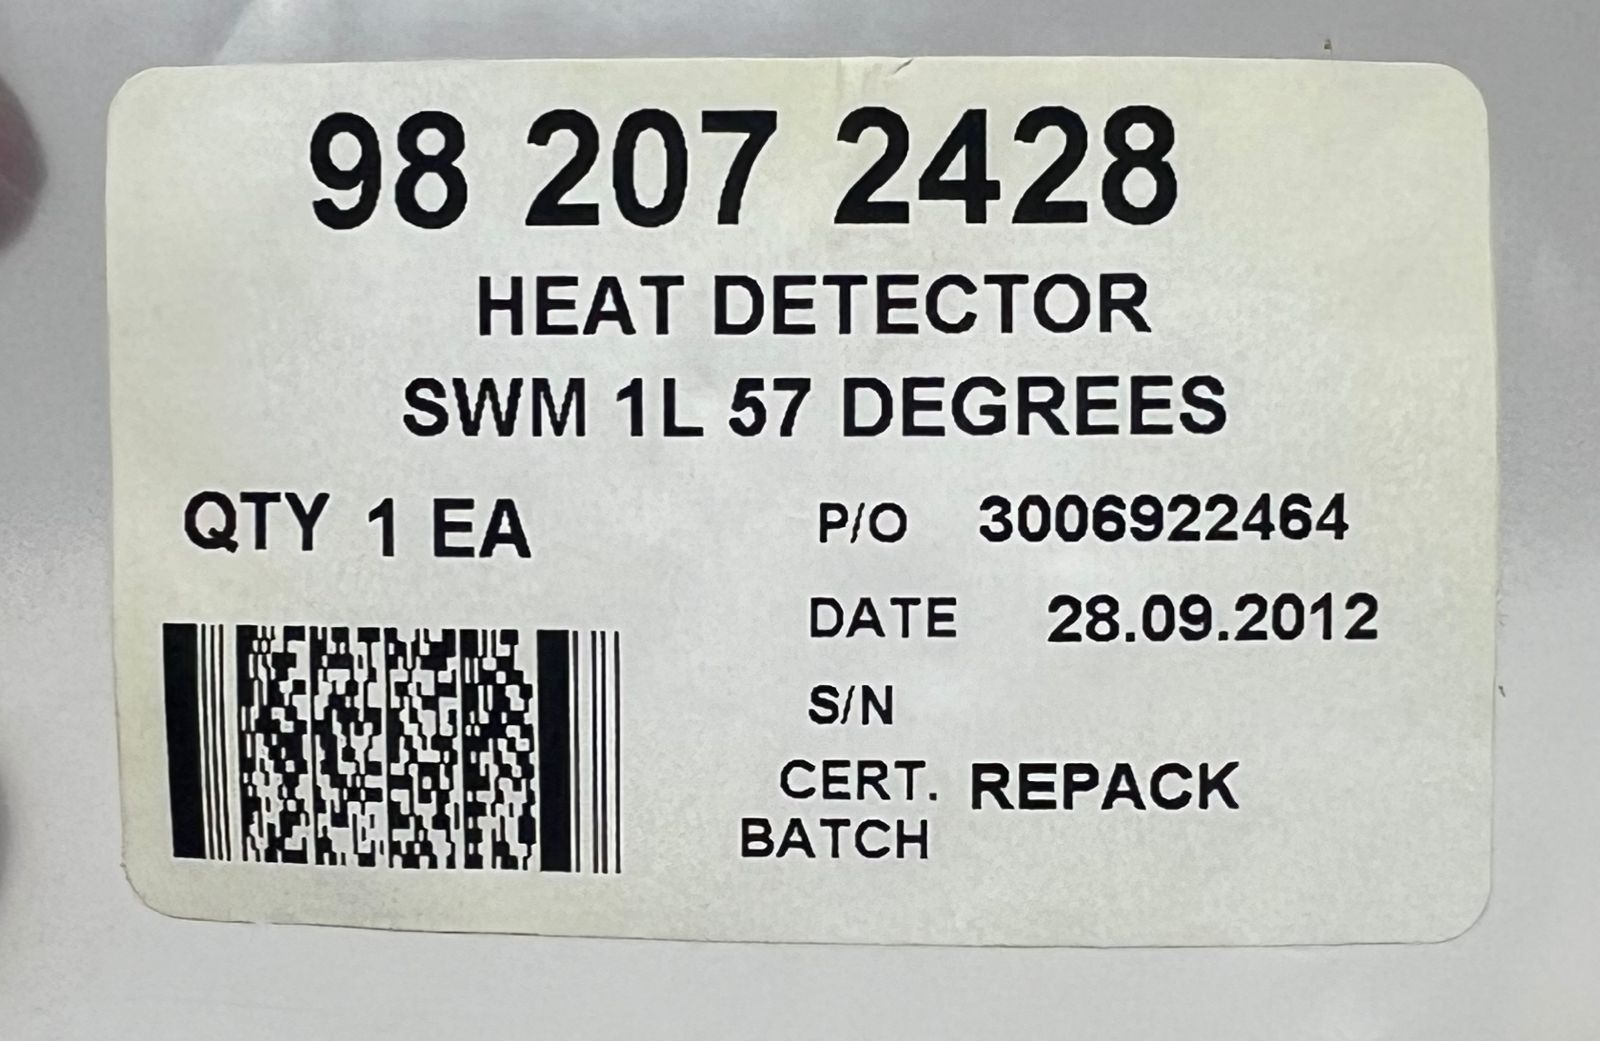 98 207 2428
HEAT DETECTOR
SWM 1L 57 DEGREES
QTY 1 EA
P/O 3006922464
DATE 28.09.2012
S/N
CERT. REPACK
BATCH